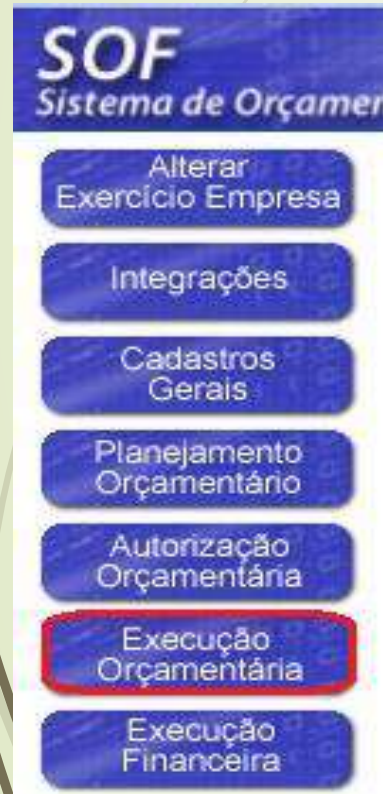 SOF
Sistema de Orçamen
Alterar
Exercício Empresa
Integrações
Cadastros
Gerais
Planejamento
Orçamentário
Autorização
Orçamentária
Execução
Orçamentária
Execução
Financeira